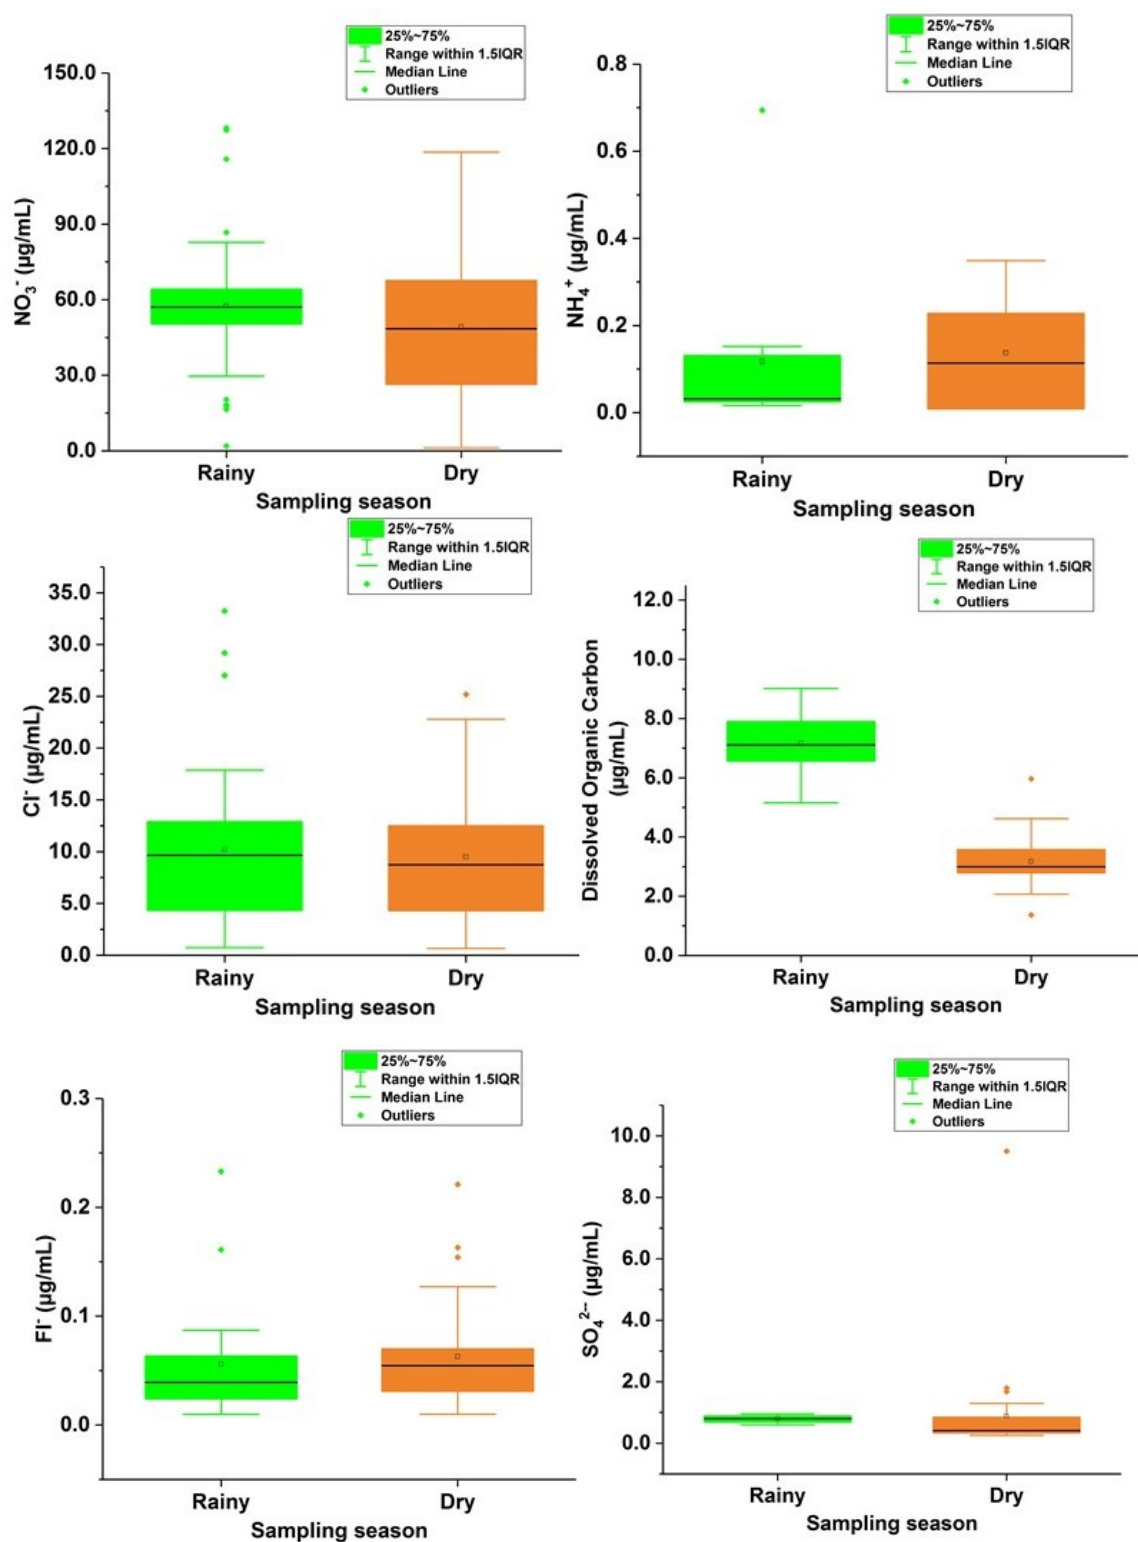 25%~75%
Range within 1.5IQR
Median Line
Outliers
150.0
120.0
90.0
60.0
30.0
0.0
NO₃⁻ (µg/mL)
Rainy Dry
Sampling season
25%~75%
Range within 1.5IQR
Median Line
Outliers
0.8
0.6
0.4
0.2
0.0
NH₄⁺ (µg/mL)
Rainy Dry
Sampling season
25%~75%
Range within 1.5IQR
Median Line
Outliers
35.0
30.0
25.0
20.0
15.0
10.0
5.0
0.0
Cl⁻ (µg/mL)
Rainy Dry
Sampling season
25%~75%
Range within 1.5IQR
Median Line
Outliers
12.0
10.0
8.0
6.0
4.0
2.0
0.0
Dissolved Organic Carbon
(µg/mL)
Rainy Dry
Sampling season
25%~75%
Range within 1.5IQR
Median Line
Outliers
0.3
0.2
0.1
0.0
Fl⁻ (µg/mL)
Rainy Dry
Sampling season
25%~75%
Range within 1.5IQR
Median Line
Outliers
10.0
8.0
6.0
4.0
2.0
0.0
SO₄²⁻⁻ (µg/mL)
Rainy Dry
Sampling season